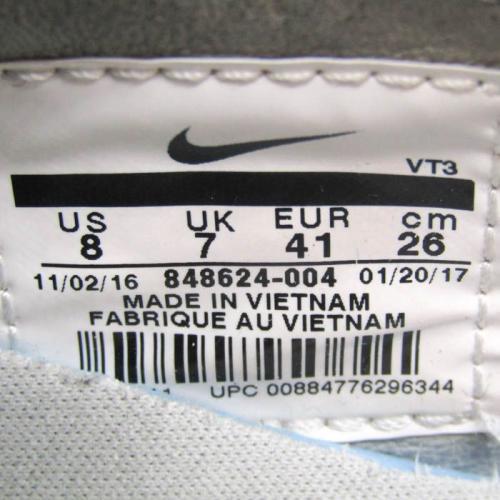 VT3
US UK EUR cm
8 7 41 26
11/02/16 848624-004 01/20/17
MADE IN VIETNAM
FABRIQUE AU VIETNAM
UPC 00884776296344